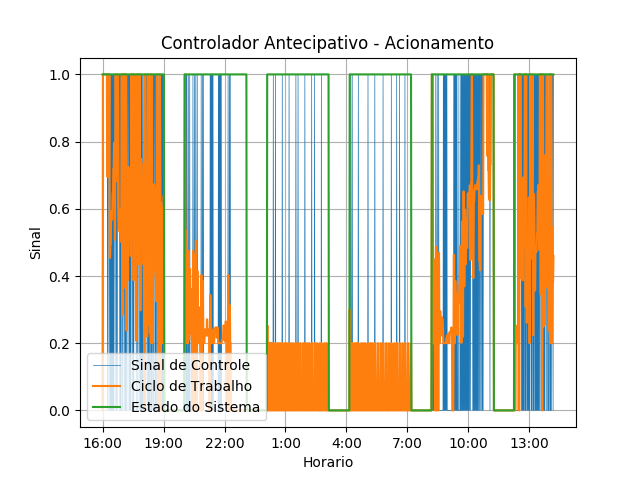 Controlador Antecipativo - Acionamento
1.0
0.8
0.6
0.4
0.2
0.0
Sinal
Sinal de Controle
Ciclo de Trabalho
Estado do Sistema
16:00 19:00 22:00 1:00 4:00 7:00 10:00 13:00
Horario